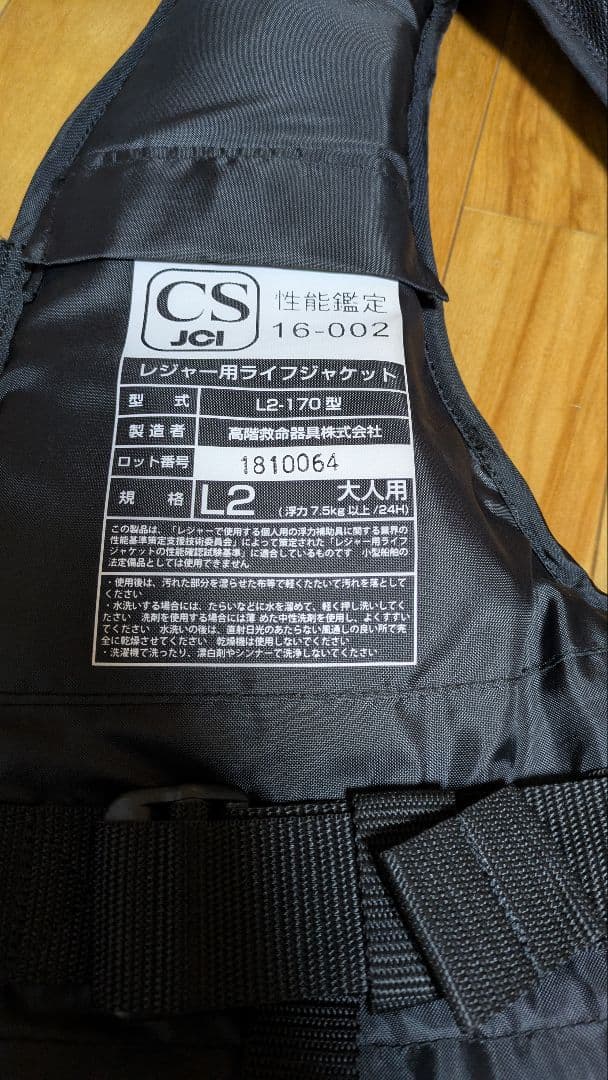 CS
JCI
性能鑑定
16-002
レジャー用ライフジャケット
型 式 L2-170型
製造者 高階救命器具株式会社
ロット番号 1810064
規 格 L2 大人用
(浮力7.5kg以上/24H)
この製品は、「レジャーで使用する個人用の浮力補助具に関する業界の
性能基準策定支援技術委員会」によって策定された「レジャー用ライフ
ジャケットの性能確認試験基準」に適合しているものです 小型船舶の
法定備品としては使用できません
・使用後は、汚れた部分を湿らせた布等で軽くたたいて汚れを落として
ください
・水洗いする場合には、たらいなどに水を溜めて、軽く押し洗いしてく
ださい 洗剤を使用する場合には薄めた中性洗剤を使用し、よくすすい
でください 水洗いの後は、直射日光のあたらない風通しの良い所で完
全に乾燥させてください 乾燥機は使用しないでください
・洗濯機で洗ったり、漂白剤やシンナーで洗浄しないでください